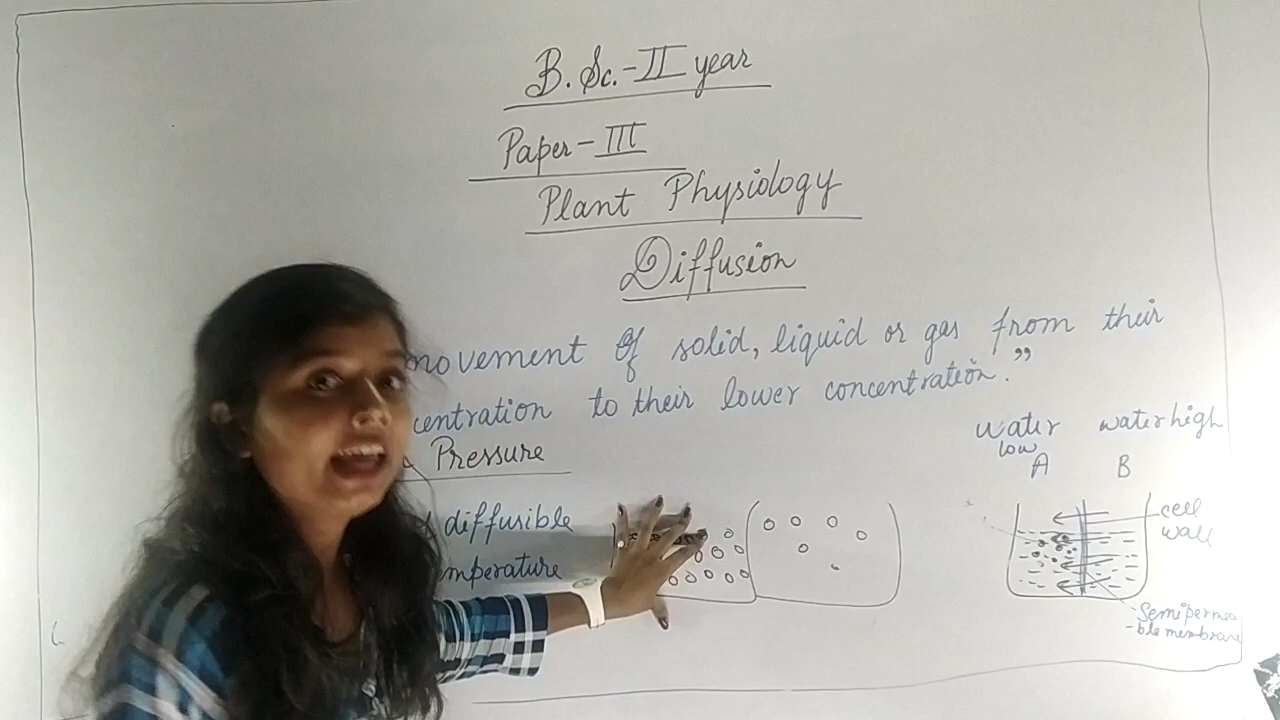 B.Sc.-II year
Paper-III
Plant Physiology
Diffusion
movement of solid, liquid or gas from their
centration to their lower concentration."
Pressure
diffusible
mperature
water low
A
water high
B
cell wall
Semipermea
-ble membrane